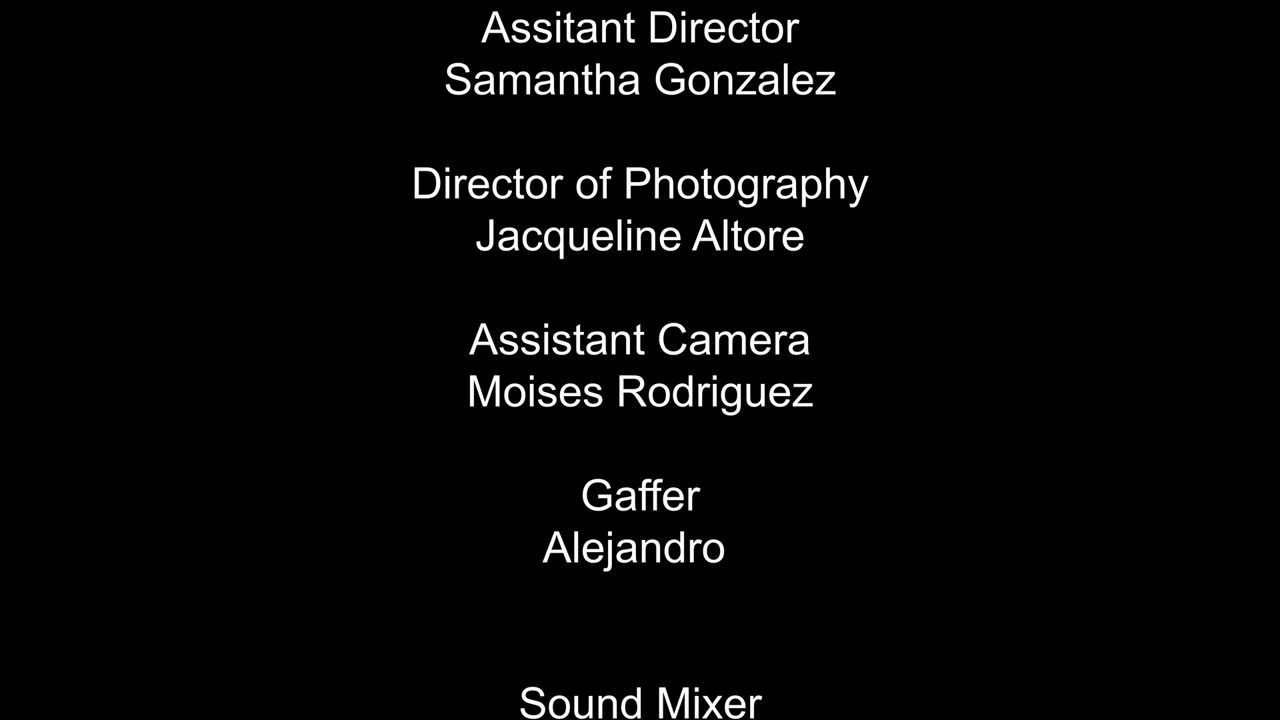 Assitant Director
Samantha Gonzalez
Director of Photography
Jacqueline Altore
Assistant Camera
Moises Rodriguez
Gaffer
Alejandro
Sound Mixer